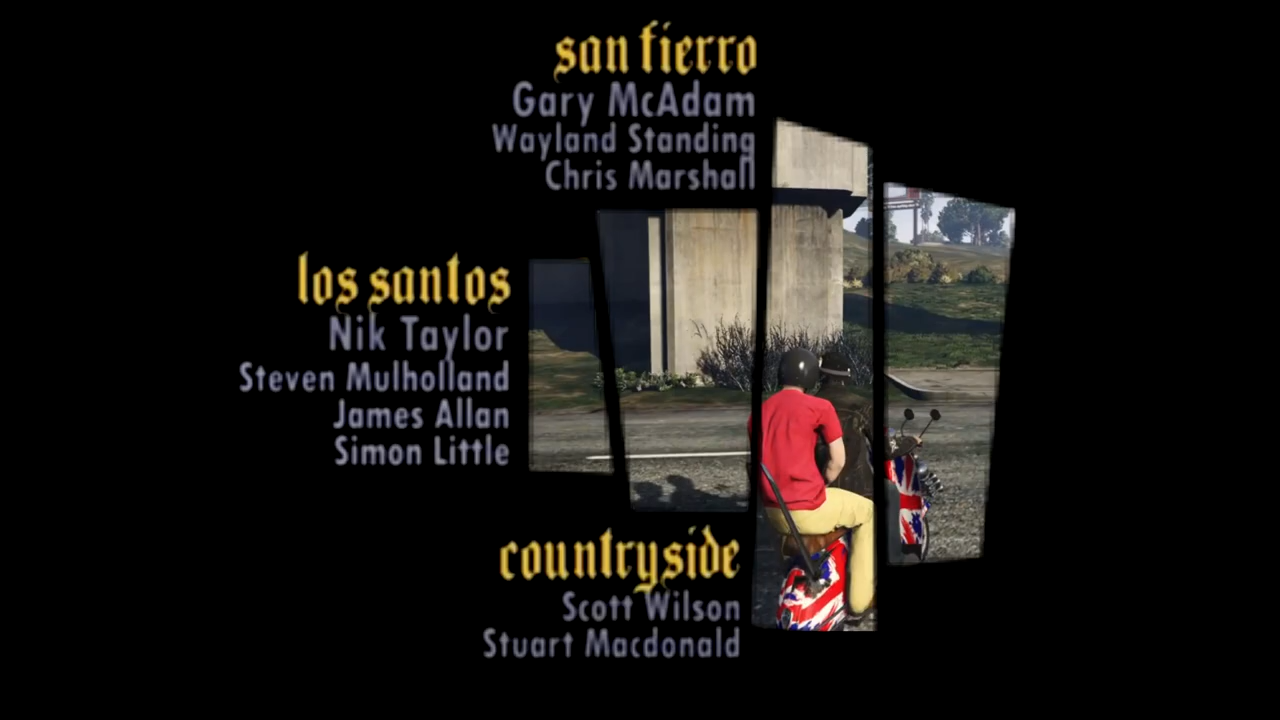 san fierro
Gary McAdam
Wayland Standing
Chris Marshall
los santos
Nik Taylor
Steven Mulholland
James Allan
Simon Little
countryside
Scott Wilson
Stuart Macdonald